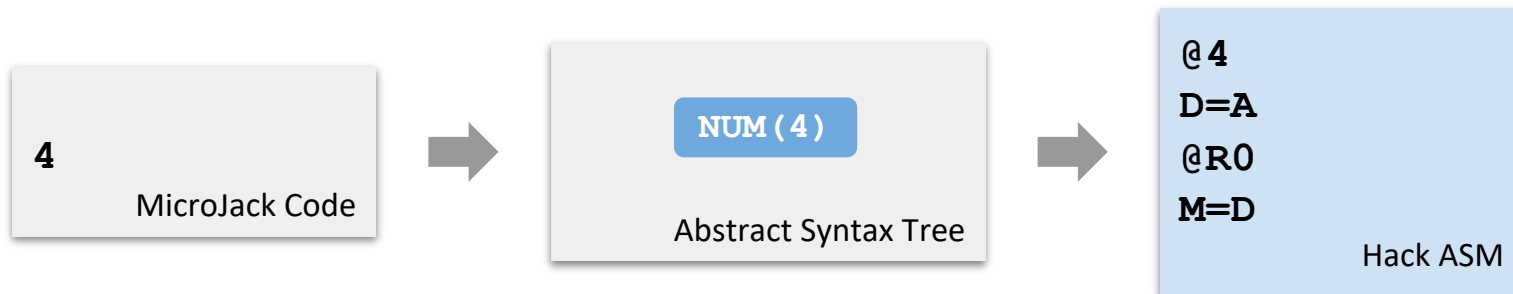 4
MicroJack Code
NUM(4)
Abstract Syntax Tree
@4
D=A
@R0
M=D
Hack ASM